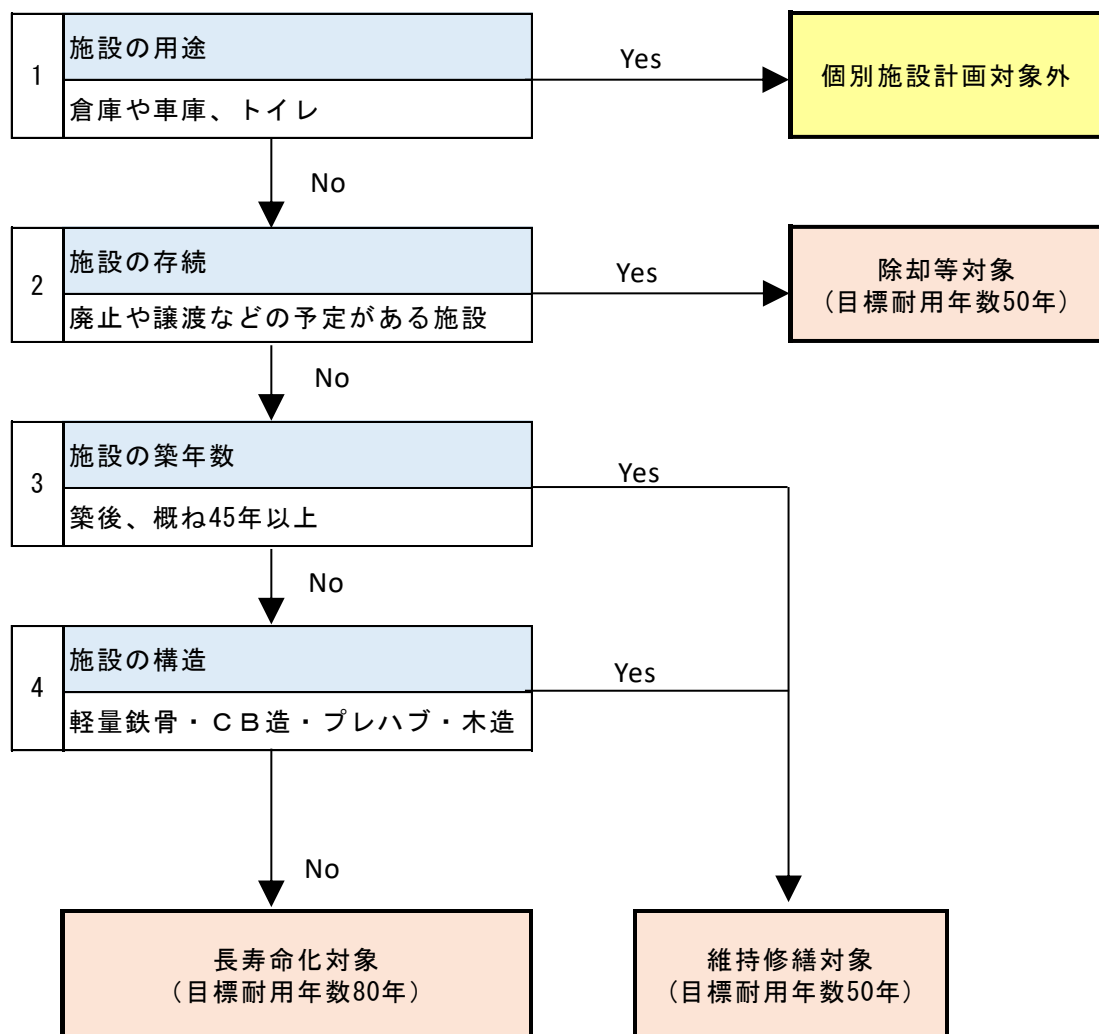 1
施設の用途
倉庫や車庫、トイレ
Yes
個別施設計画対象外
No
2
施設の存続
廃止や譲渡などの予定がある施設
Yes
除却等対象
(目標耐用年数50年)
No
3
施設の築年数
築後、概ね45年以上
Yes
No
4
施設の構造
軽量鉄骨・ＣＢ造・プレハブ・木造
Yes
No
長寿命化対象
(目標耐用年数80年)
維持修繕対象
(目標耐用年数50年)